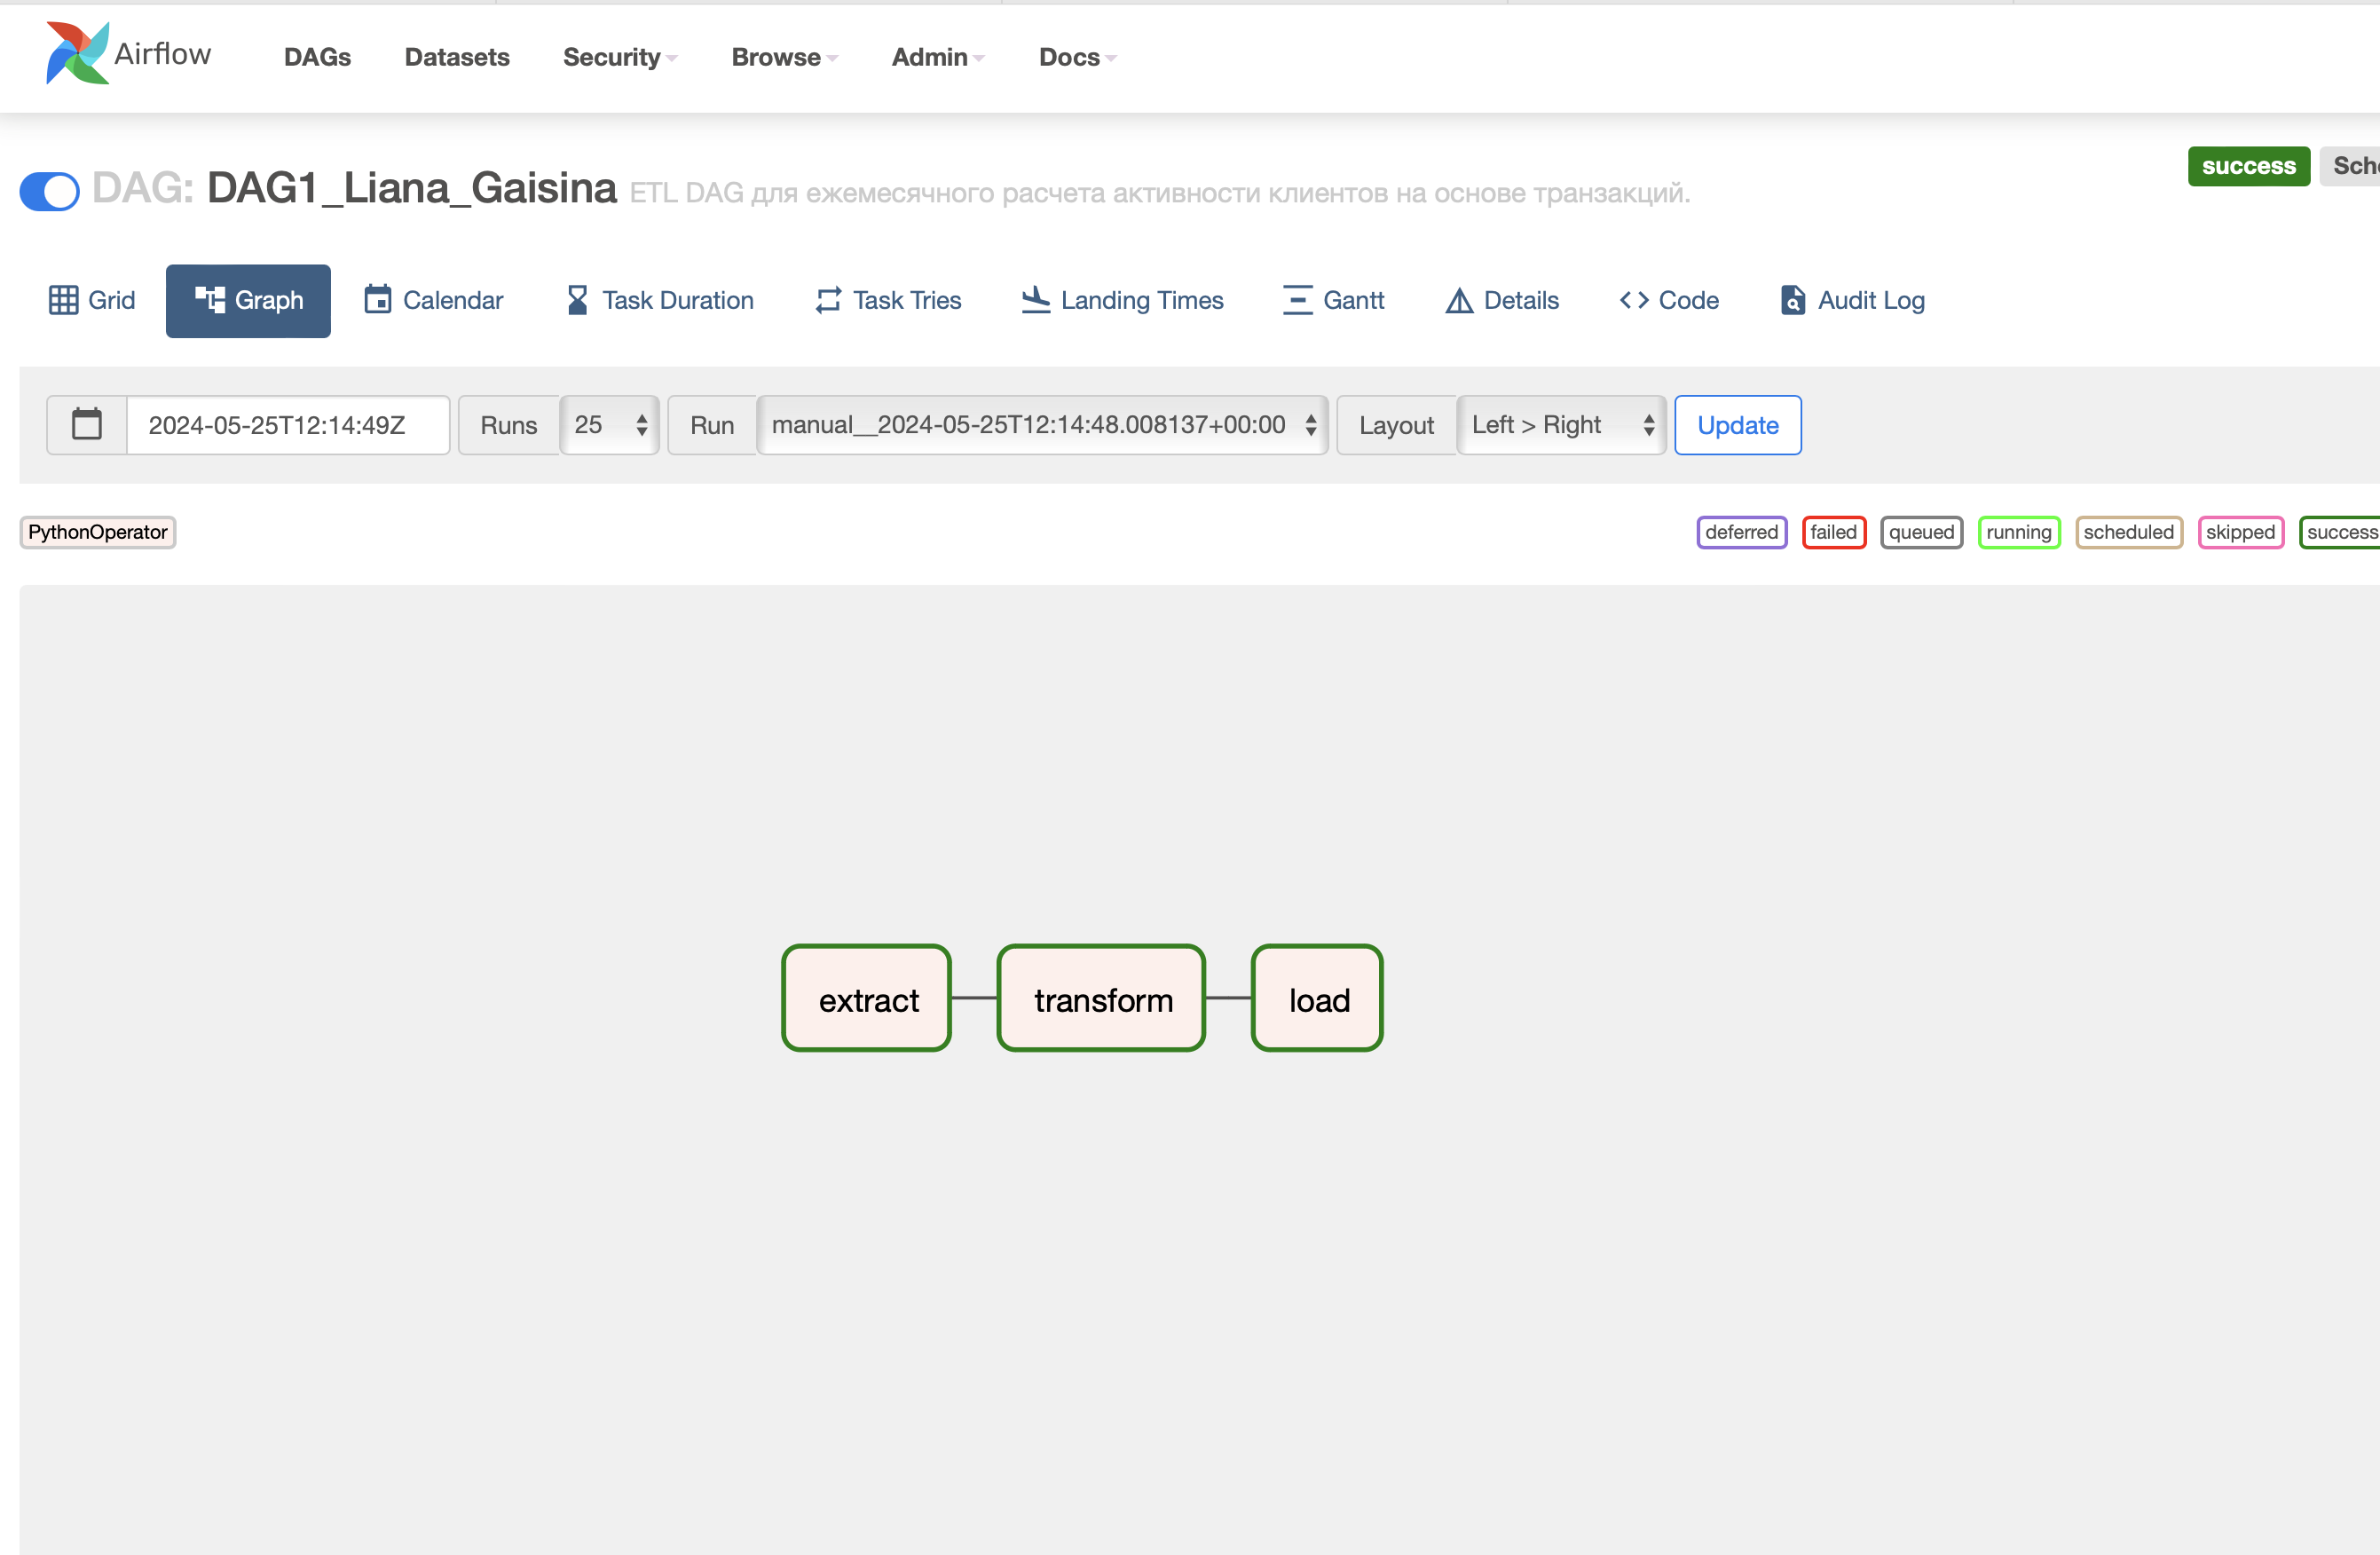 Airflow DAGs Datasets Security Browse Admin Docs
success
DAG: DAG1_Liana_Gaisina ETL DAG для ежемесячного расчета активности клиентов на основе транзакций.
Grid Graph Calendar Task Duration Task Tries Landing Times Gantt Details Code Audit Log
2024-05-25T12:14:49Z Runs 25 Run manual__2024-05-25T12:14:48.008137+00:00 Layout Left > Right Update
PythonOperator deferred failed queued running scheduled skipped success
extract transform load